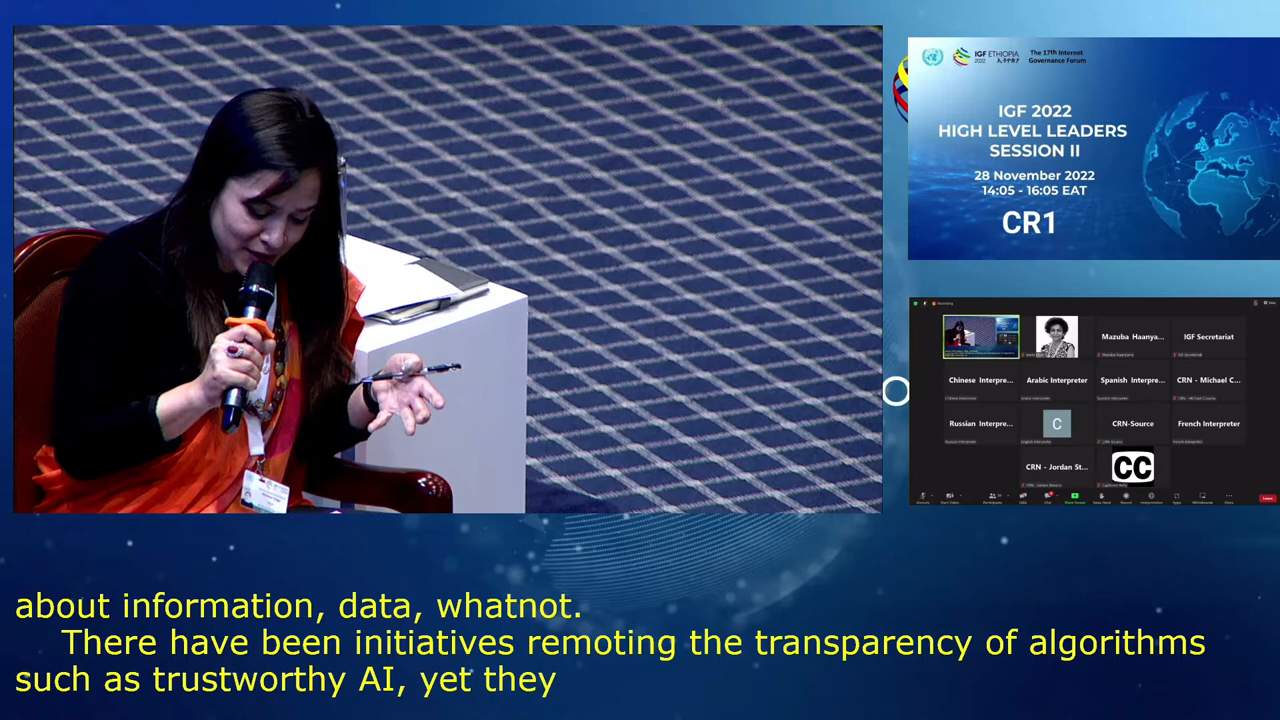 IGF ETHIOPIA
2022 ኢትዮጵያ
The 17th Internet
Governance Forum
IGF 2022
HIGH LEVEL LEADERS
SESSION II
28 November 2022
14:05 - 16:05 EAT
CR1
Mazuba Haanya...
IGF Secretariat
Chinese Interpre...
Arabic Interpreter
Spanish Interpre...
CRN - Michael C...
Russian Interpre...
C
CRN-Source
French Interpreter
CRN - Jordan St...
CC
about information, data, whatnot.
There have been initiatives remoting the transparency of algorithms
such as trustworthy AI, yet they